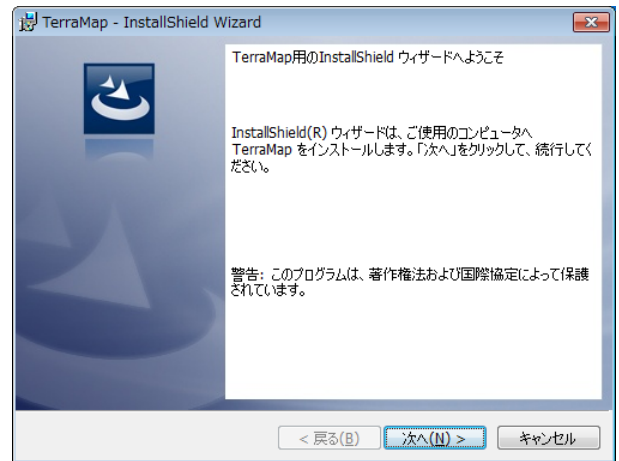 TerraMap - InstallShield Wizard
TerraMap用のInstallShield ウィザードへようこそ
InstallShield(R) ウィザードは、ご使用のコンピュータへ
TerraMap をインストールします。「次へ」をクリックして、続行してく
ださい。
警告: このプログラムは、著作権法および国際協定によって保護
されています。
< 戻る(B)
次へ(N) >
キャンセル